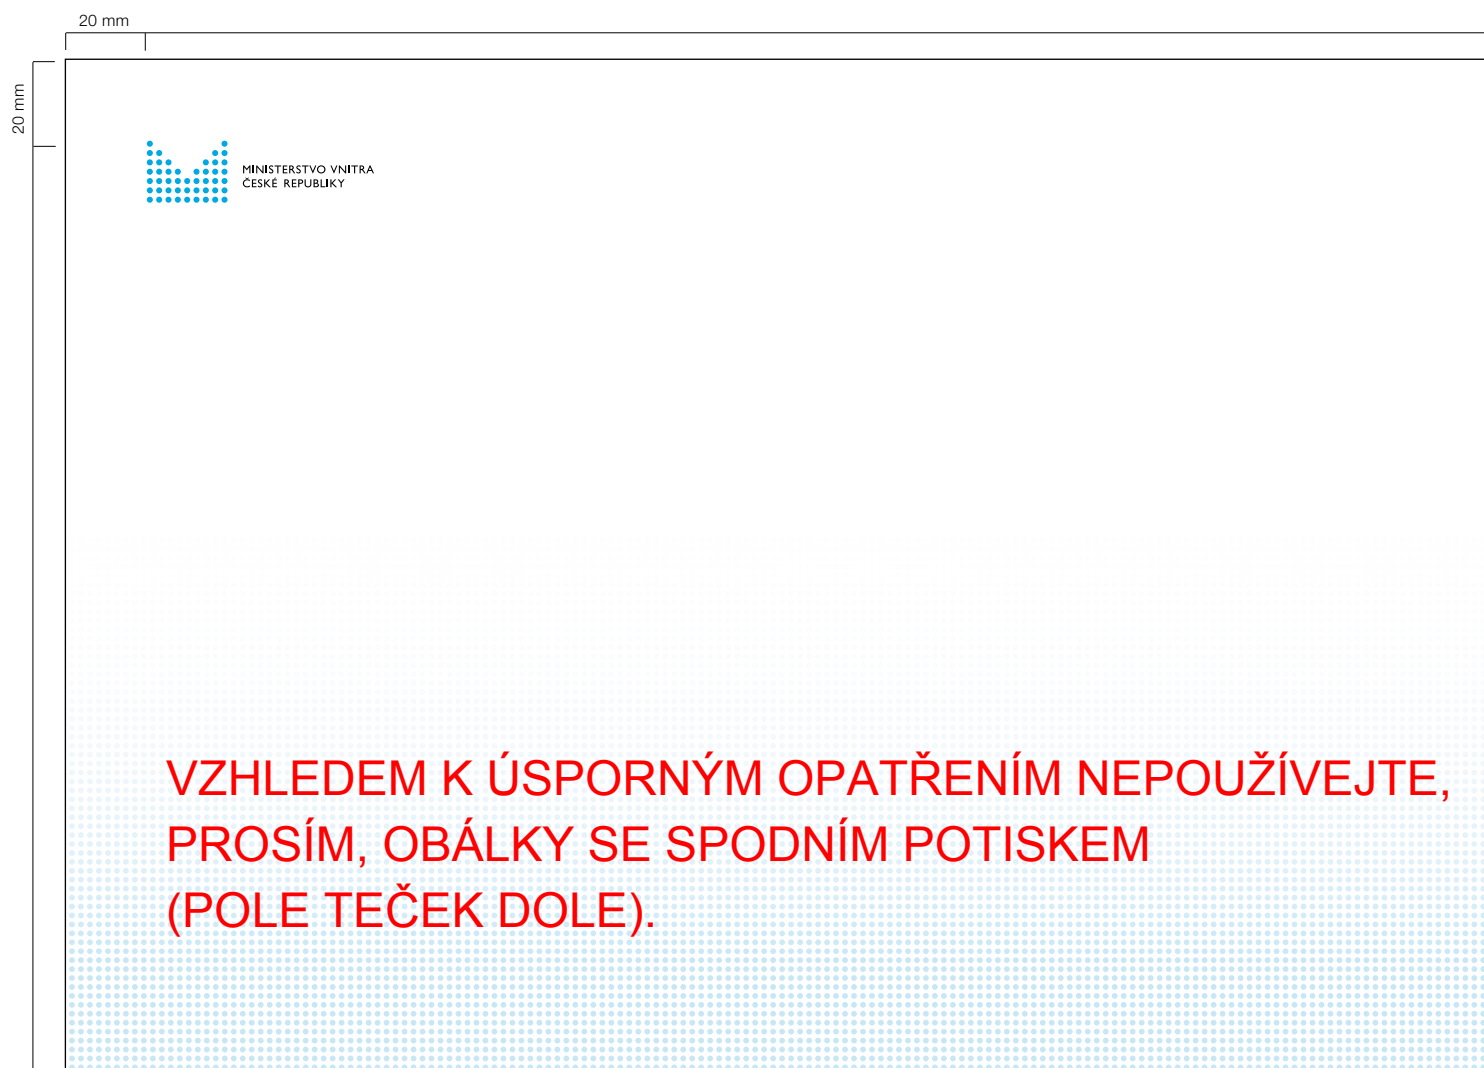 20 mm
20 mm
MINISTERSTVO VNITRA
ČESKÉ REPUBLIKY
VZHLEDEM K ÚSPORNÝM OPATŘENÍM NEPOUŽÍVEJTE,
PROSÍM, OBÁLKY SE SPODNÍM POTISKEM
(POLE TEČEK DOLE).